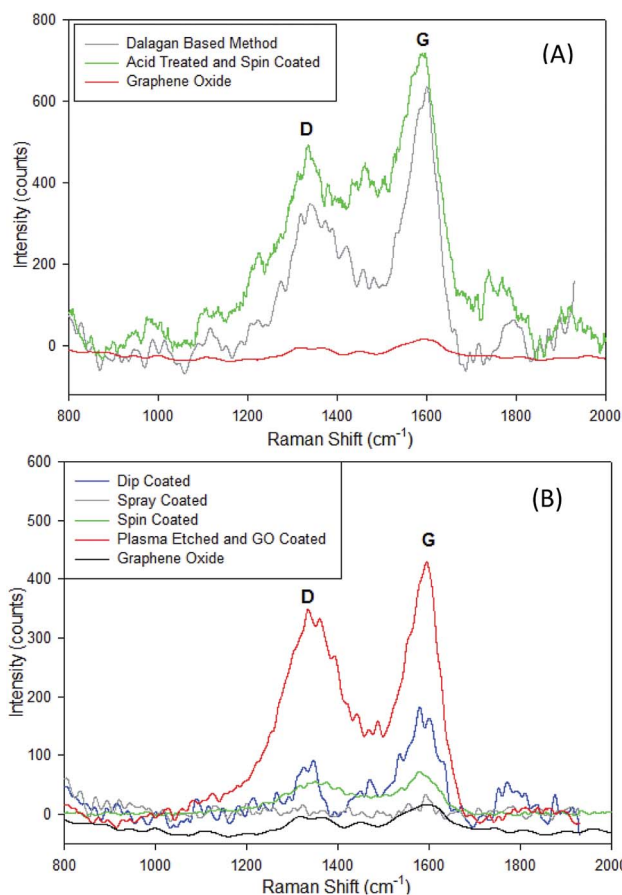 800
600
400
200
0
Intensity (counts)
Dalagan Based Method
Acid Treated and Spin Coated
Graphene Oxide
(A)
D
G
800 1000 1200 1400 1600 1800 2000
Raman Shift (cm⁻¹)
600
500
400
300
200
100
0
Intensity (counts)
Dip Coated
Spray Coated
Spin Coated
Plasma Etched and GO Coated
Graphene Oxide
(B)
D
G
800 1000 1200 1400 1600 1800 2000
Raman Shift (cm⁻¹)